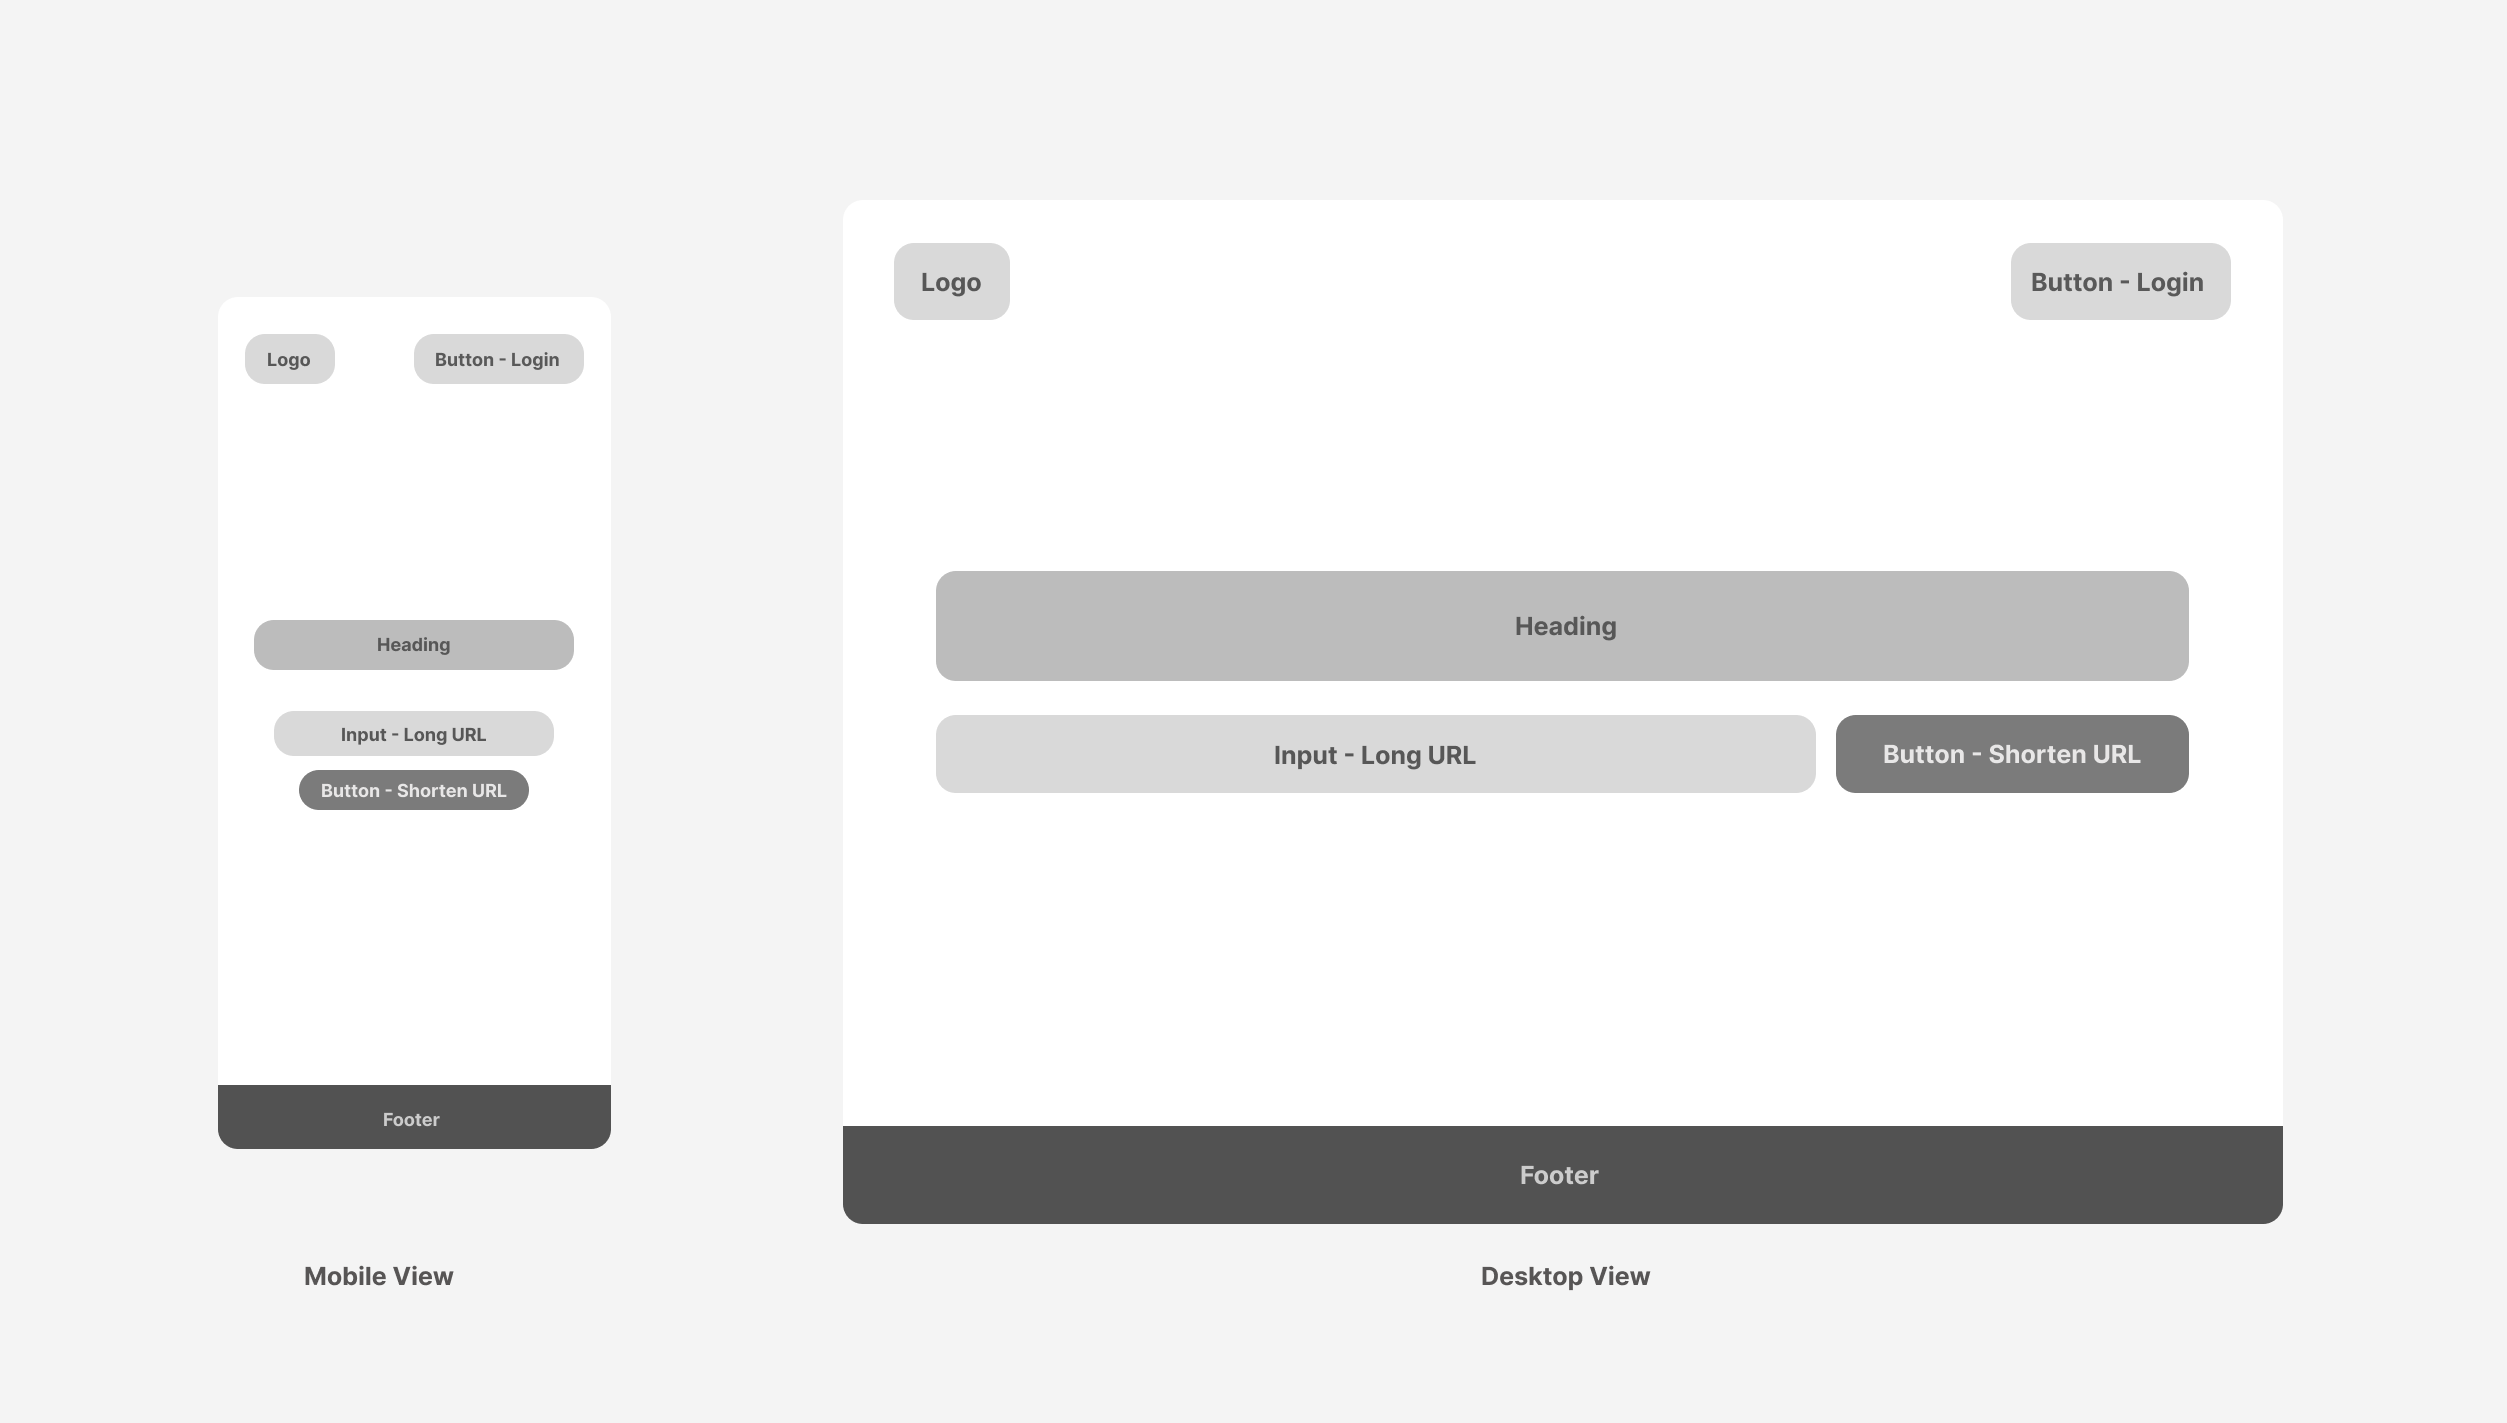 Logo
Button - Login
Heading
Input - Long URL
Button - Shorten URL
Footer
Mobile View
Logo
Button - Login
Heading
Input - Long URL
Button - Shorten URL
Footer
Desktop View